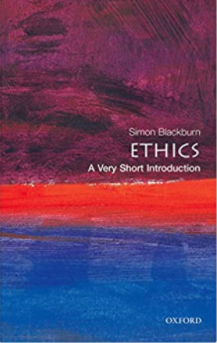 Simon Blackburn
ETHICS
A Very Short Introduction
OXFORD